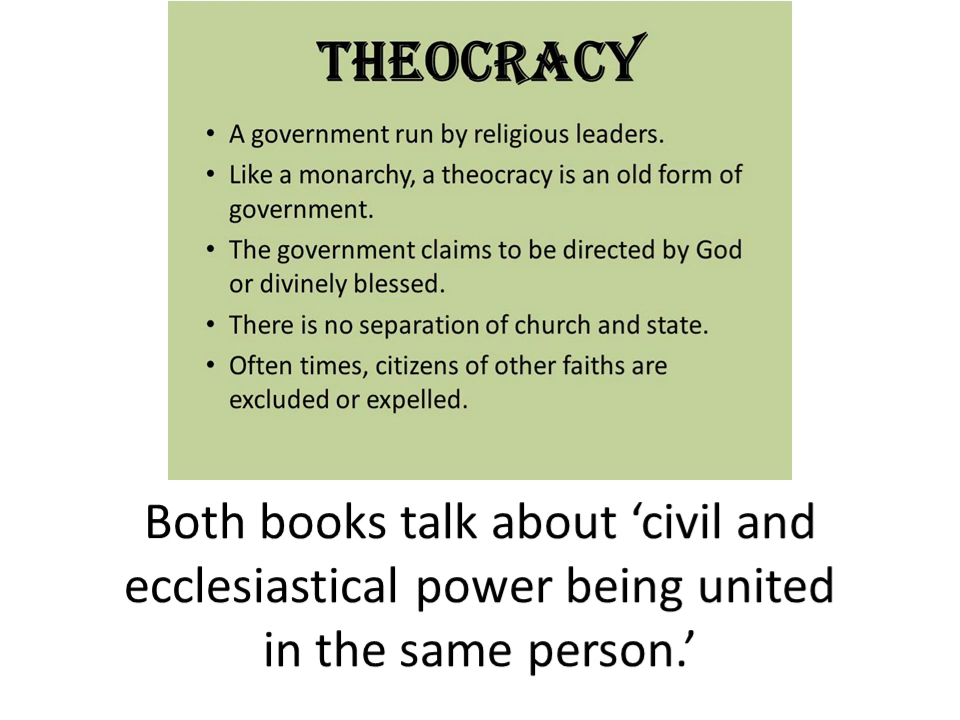 THEOCRACY
• A government run by religious leaders.
• Like a monarchy, a theocracy is an old form of
government.
• The government claims to be directed by God
or divinely blessed.
• There is no separation of church and state.
• Often times, citizens of other faiths are
excluded or expelled.
Both books talk about ‘civil and
ecclesiastical power being united
in the same person.’